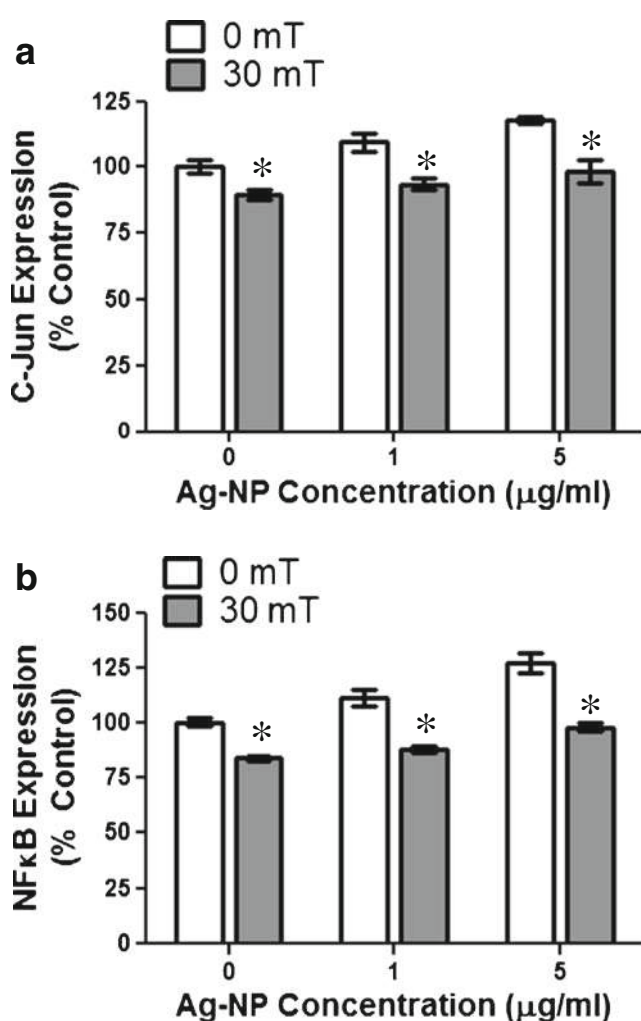 a
0 mT
30 mT
C-Jun Expression
(% Control)
125
100
75
50
25
0
*
*
*
0 1 5
Ag-NP Concentration (μg/ml)
b
0 mT
30 mT
NFκB Expression
(% Control)
150
125
100
75
50
25
0
*
*
*
0 1 5
Ag-NP Concentration (μg/ml)